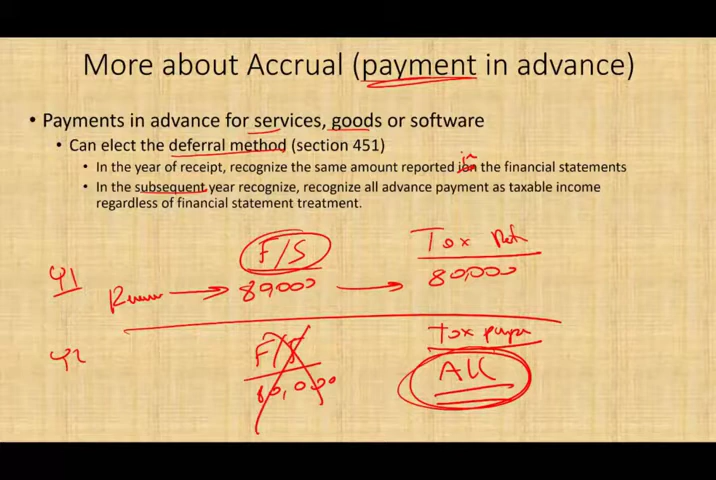 More about Accrual (payment in advance)
• Payments in advance for services, goods or software
• Can elect the deferral method (section 451)
• In the year of receipt, recognize the same amount reported in the financial statements
• In the subsequent year recognize, recognize all advance payment as taxable income
regardless of financial statement treatment.
F/S Tax
Y1 80,000 80,000
Y2 F/S Tax
ALL